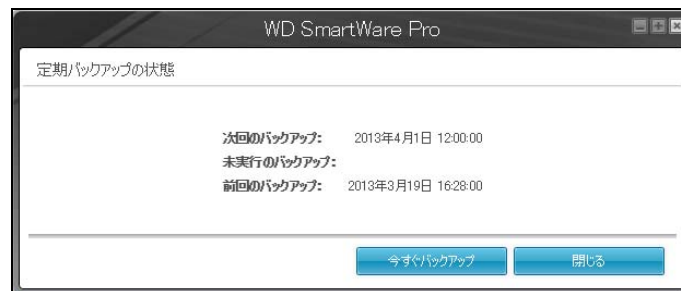 WD SmartWare Pro
定期バックアップの状態
次回のバックアップ: 2013年4月1日 12:00:00
未実行のバックアップ:
前回のバックアップ: 2013年3月19日 16:28:00
今すぐバックアップ 閉じる